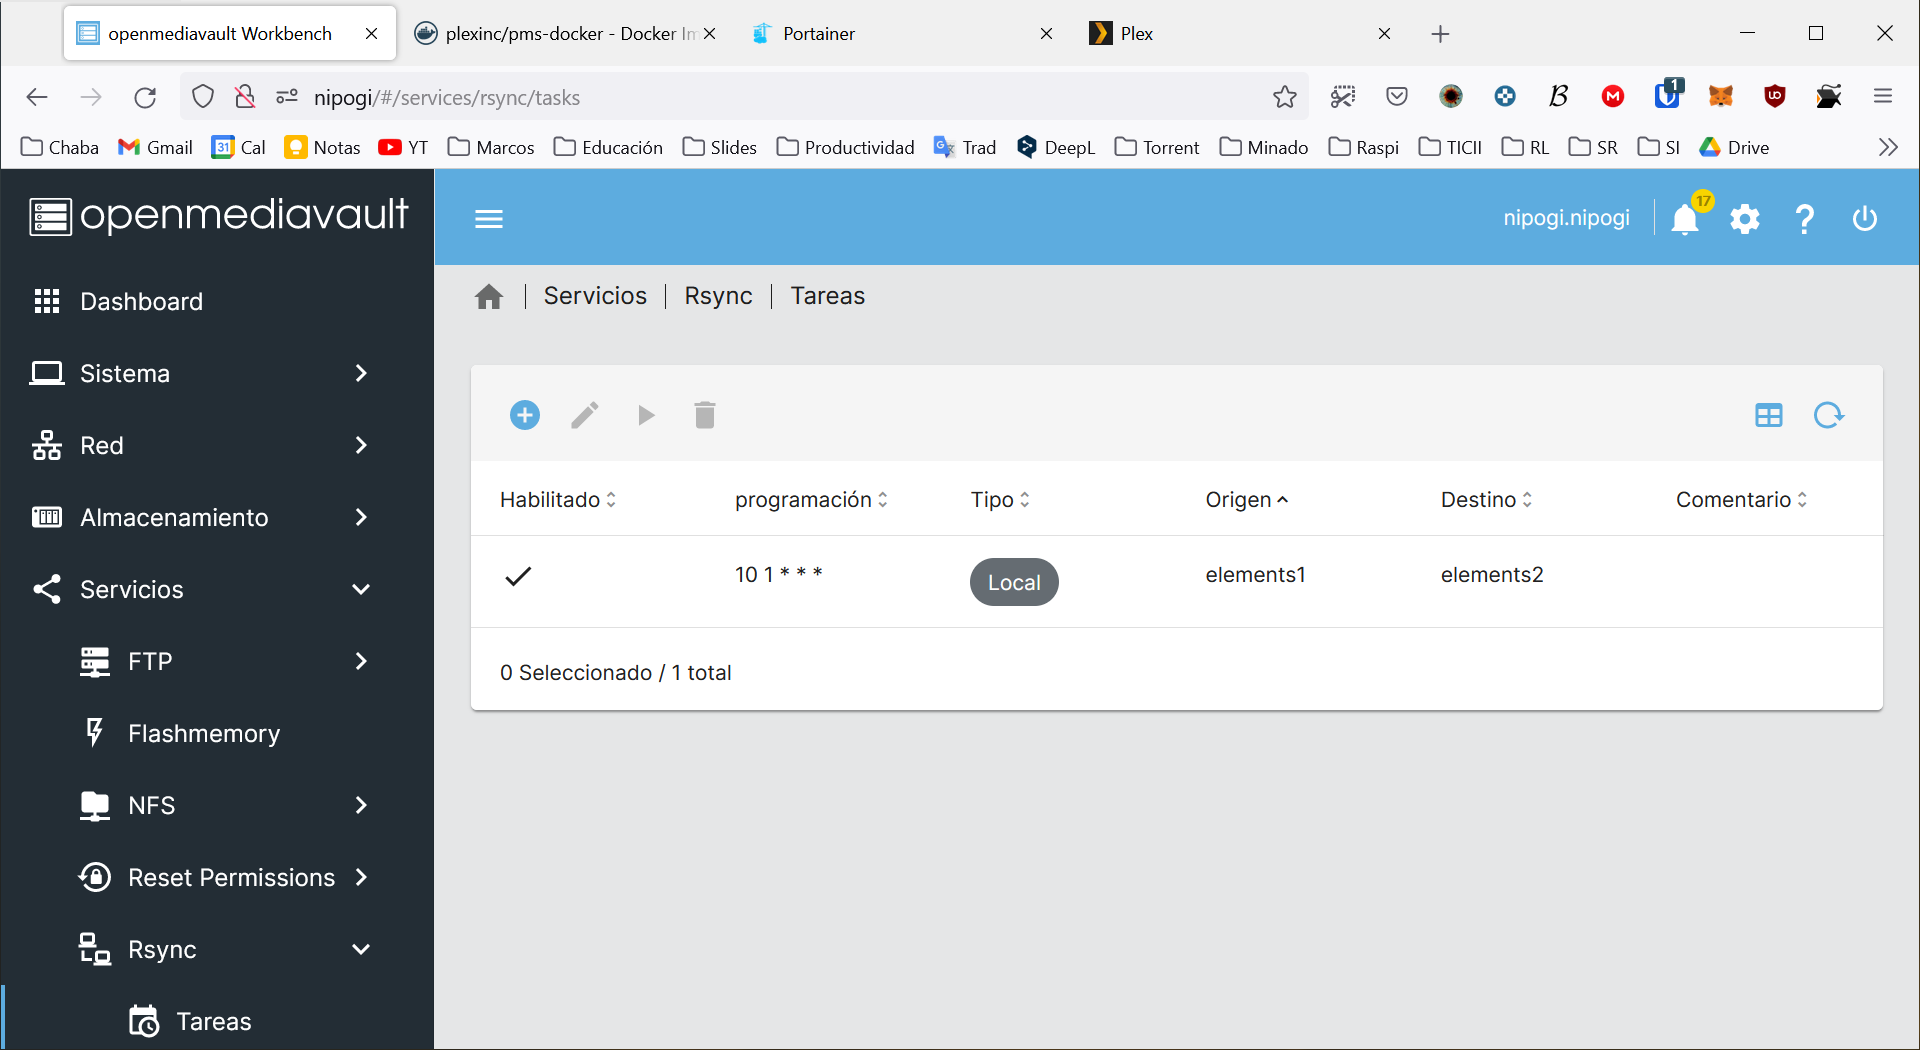 openmediavault Workbench plexinc/pms-docker - Docker Im Portainer Plex
nipogi/#/services/rsync/tasks
1
Chaba Gmail 31 Cal Notas YT Marcos Educación Slides Productividad Trad DeepL Torrent Minado Raspi TICII RL SR SI Drive
openmediavault
nipogi.nipogi 17
Servicios | Rsync | Tareas
Dashboard
Sistema
Red
Almacenamiento
Servicios
FTP
Flashmemory
NFS
Reset Permissions
Rsync
Tareas
Habilitado programación Tipo Origen Destino Comentario
10 1 * * * Local elements1 elements2
0 Seleccionado / 1 total